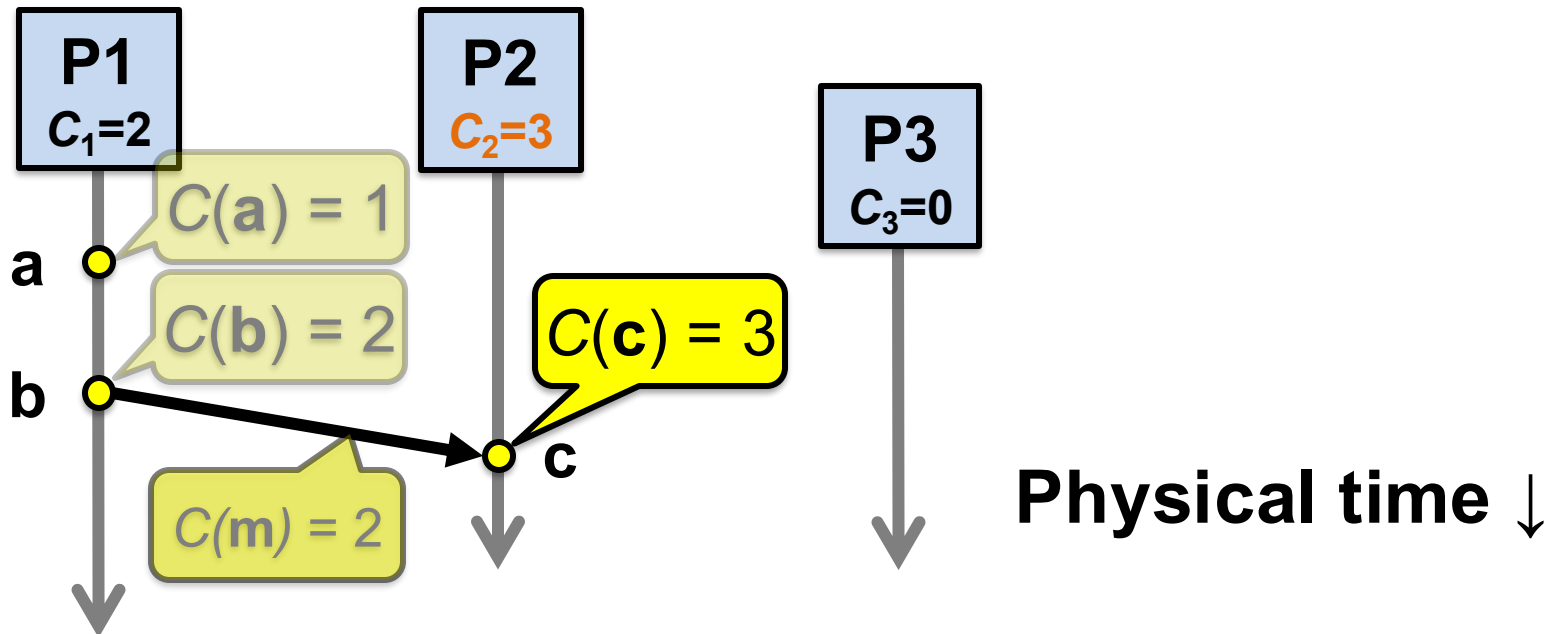 P1
C₁=2
P2
C₂=3
P3
C₃=0
C(a) = 1
a
C(b) = 2
b
C(c) = 3
c
C(m) = 2
Physical time ↓